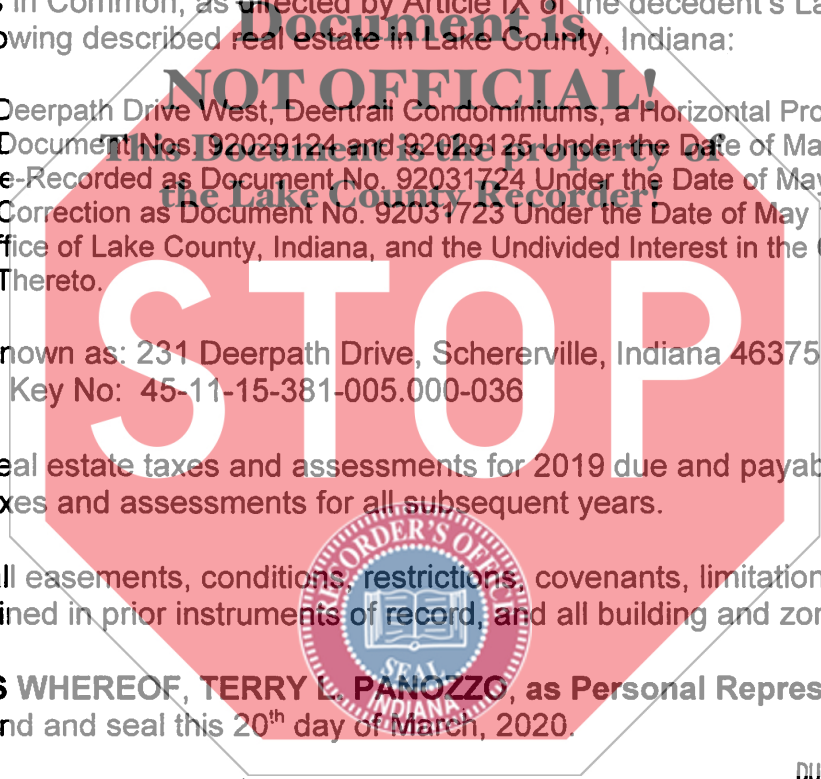 s in Common, as directed by Article IX of the decedent's La
Document is
owing described real estate in Lake County, Indiana:
NOT OFFICIAL!
Deerpath Drive West, Deertrail Condominiums, a Horizontal Pro
This Document is the property of
Document Nos. 92029124 and 92029125 Under the Date of Ma
e-Recorded as Document No. 92031724 Under the Date of May
the Lake County Recorder!
Correction as Document No. 92031723 Under the Date of May
ffice of Lake County, Indiana, and the Undivided Interest in the
Thereto.
STOP
nown as: 231 Deerpath Drive, Schererville, Indiana 46375
Key No: 45-11-15-381-005.000-036
eal estate taxes and assessments for 2019 due and payab
xes and assessments for all subsequent years.
RECORDER'S OFFICE
ll easements, conditions, restrictions, covenants, limitation
ined in prior instruments of record, and all building and zon
SEAL
INDIANA
S WHEREOF, TERRY L. PANOZZO, as Personal Repres
nd and seal this 20th day of March, 2020.